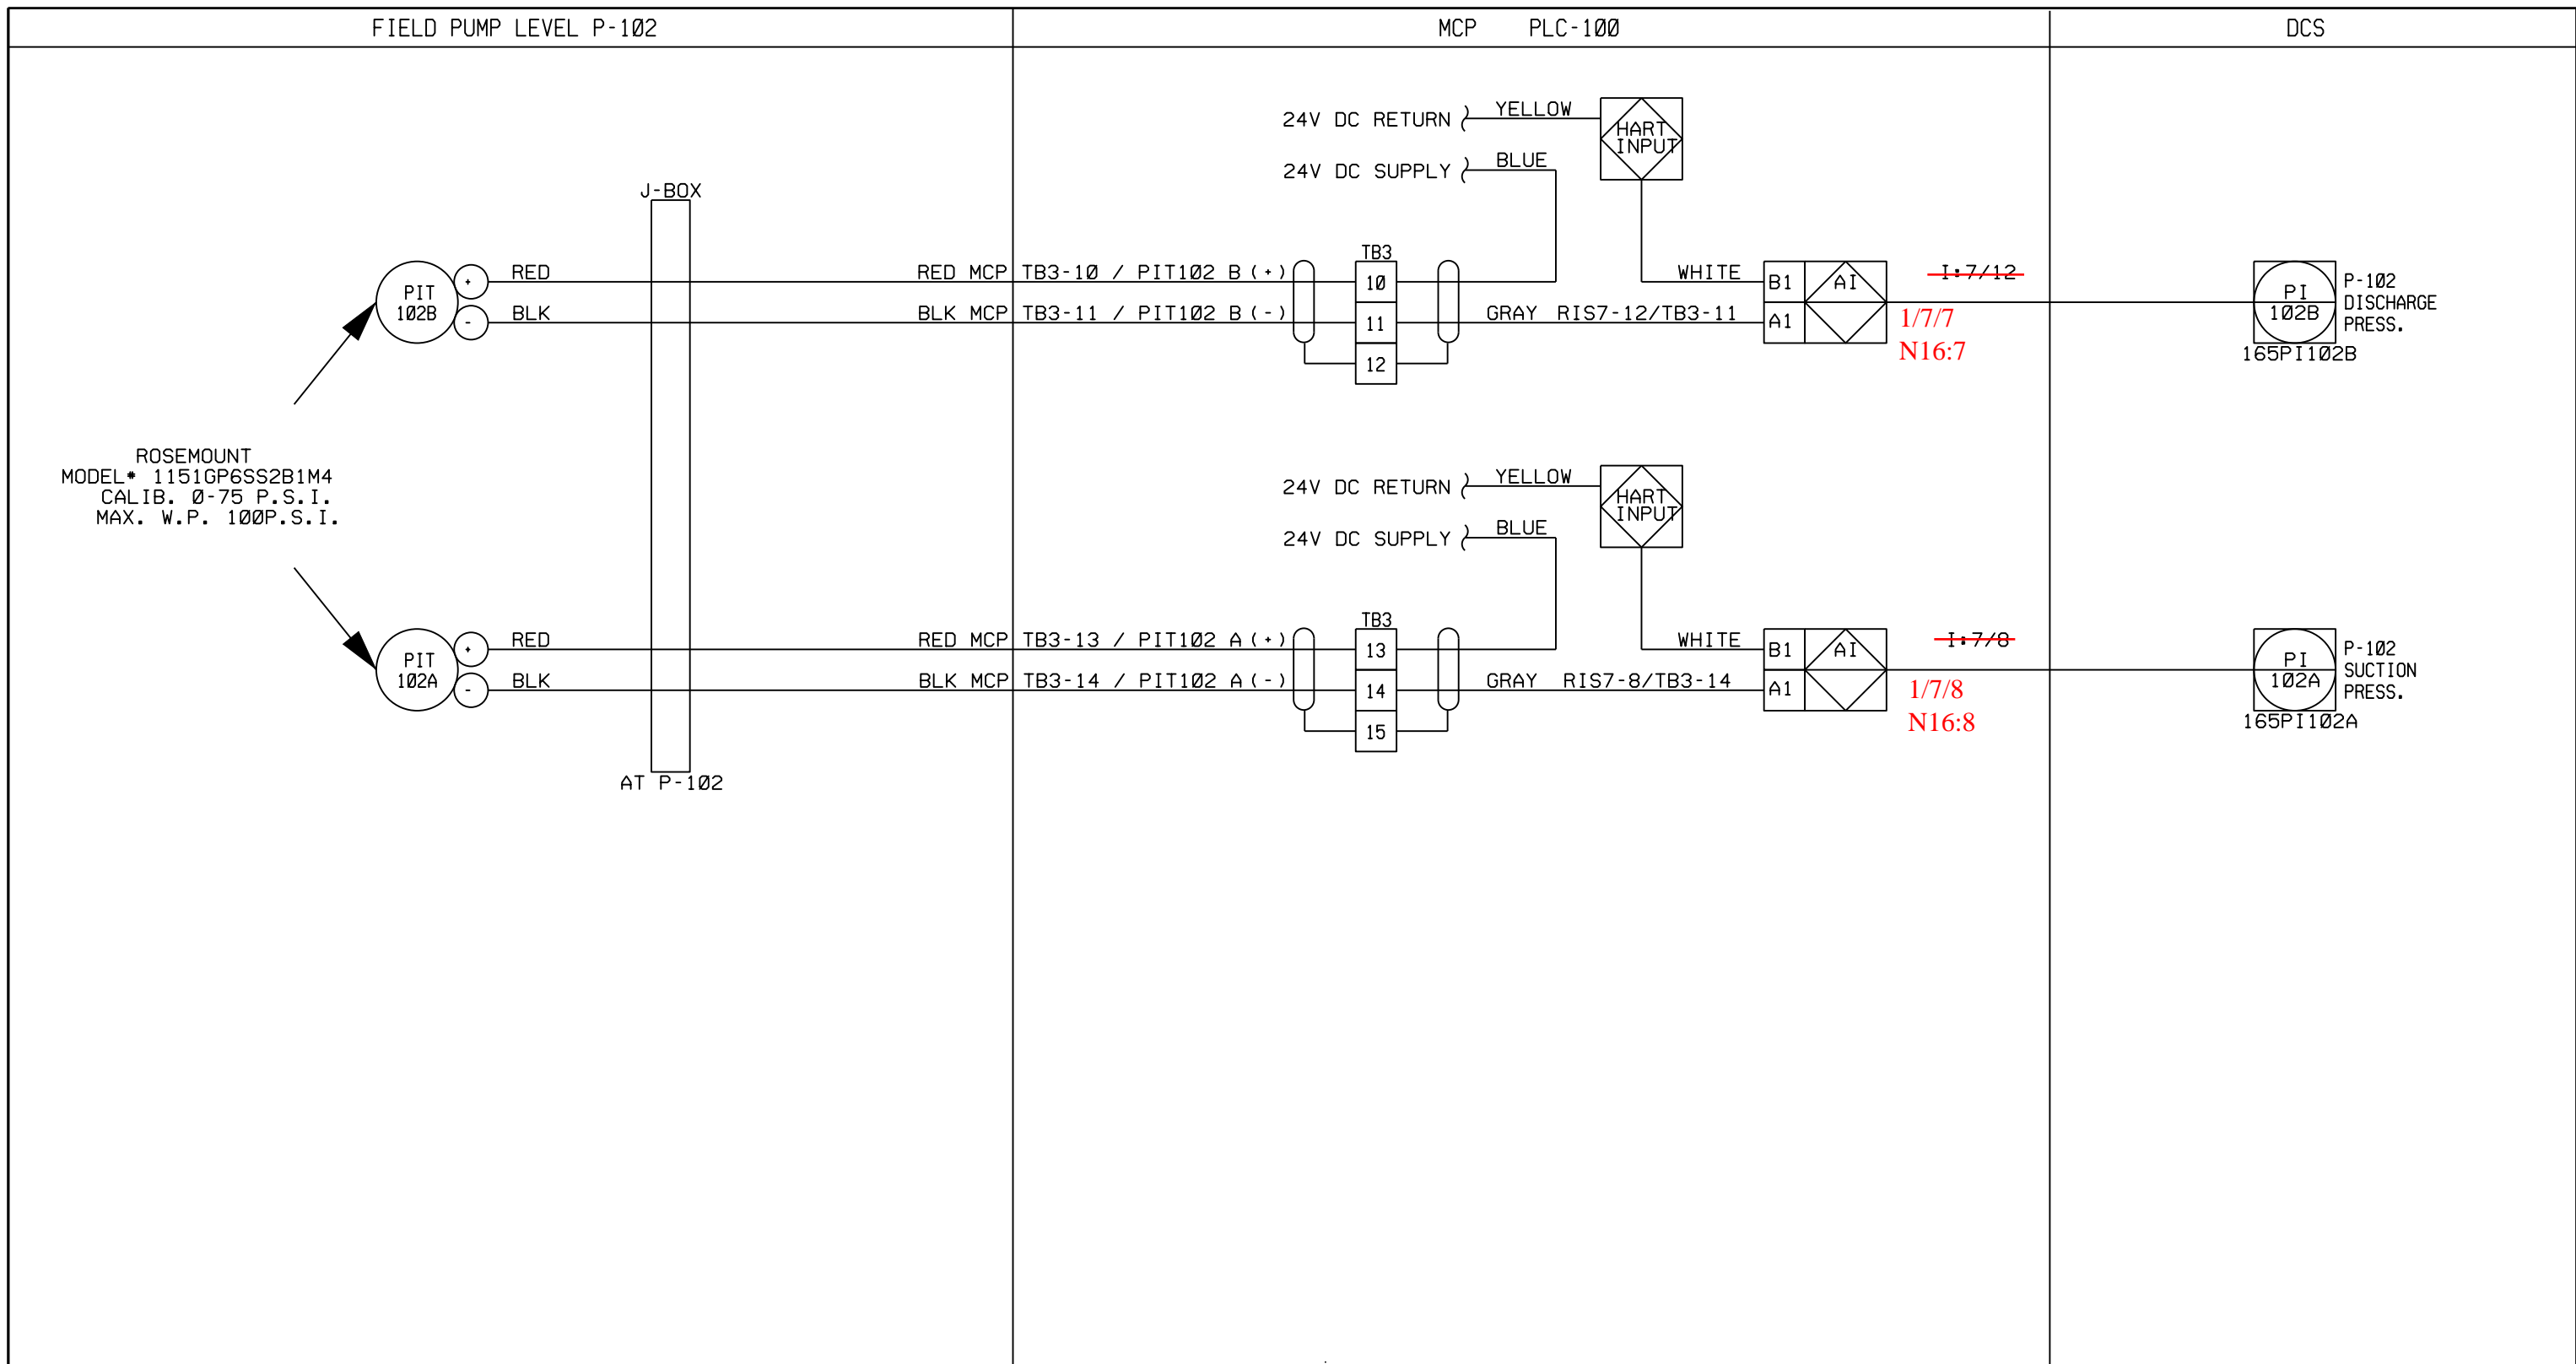 FIELD PUMP LEVEL P-102
MCP PLC-100
DCS
24V DC RETURN
YELLOW
HART
INPUT
24V DC SUPPLY
BLUE
J-BOX
PIT
102B
+
-
RED
BLK
RED MCP TB3-10 / PIT102 B (+)
BLK MCP TB3-11 / PIT102 B (-)
TB3
10
11
12
WHITE
GRAY RIS7-12/TB3-11
B1
A1
AI
I:7/12
1/7/7
N16:7
PI
102B
P-102
DISCHARGE
PRESS.
165PI102B
ROSEMOUNT
MODEL# 1151GP6SS2B1M4
CALIB. 0-75 P.S.I.
MAX. W.P. 100P.S.I.
24V DC RETURN
YELLOW
HART
INPUT
24V DC SUPPLY
BLUE
PIT
102A
+
-
RED
BLK
RED MCP TB3-13 / PIT102 A (+)
BLK MCP TB3-14 / PIT102 A (-)
TB3
13
14
15
WHITE
GRAY RIS7-8/TB3-14
B1
A1
AI
I:7/8
1/7/8
N16:8
PI
102A
P-102
SUCTION
PRESS.
165PI102A
AT P-102